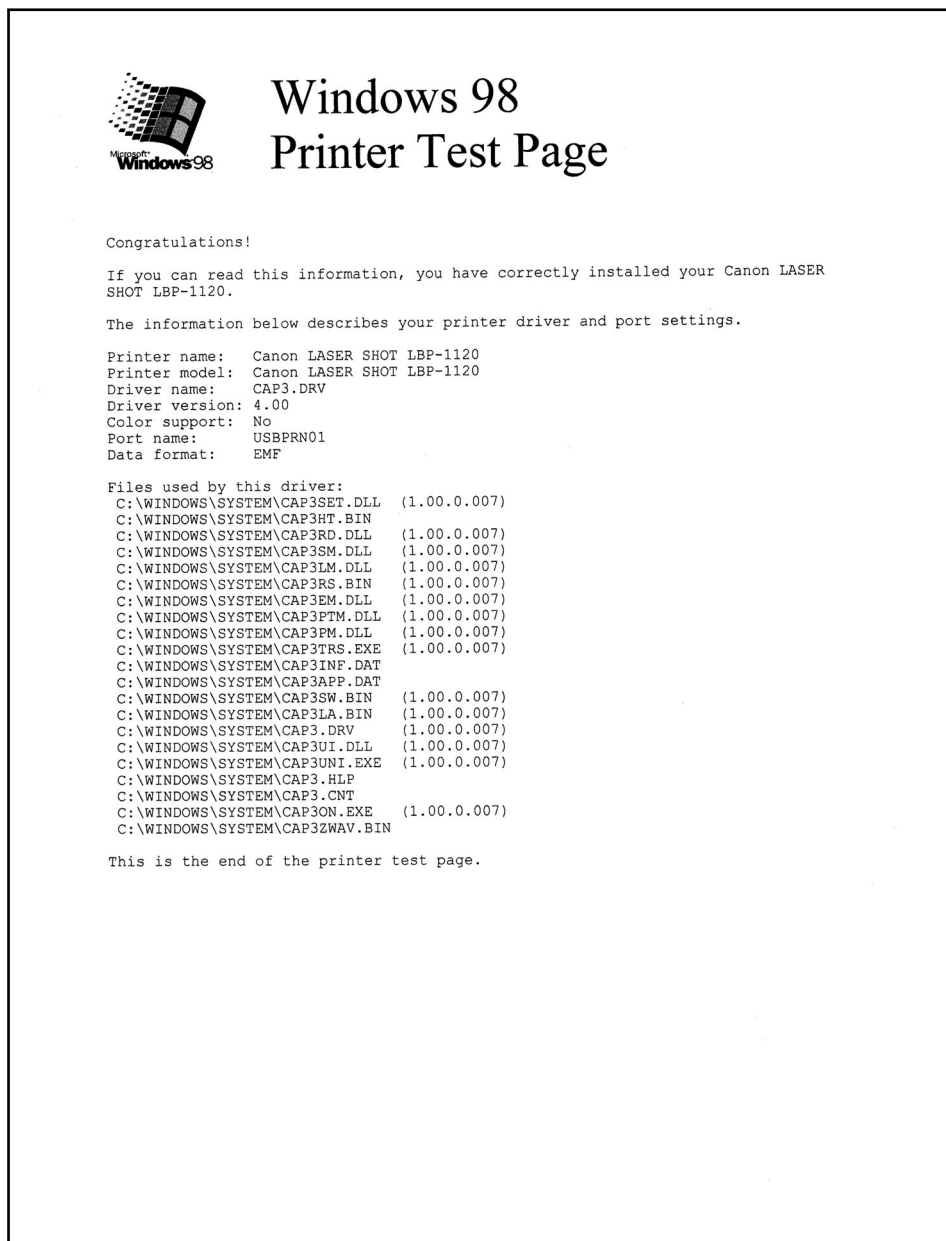 Microsoft®
Windows98
Windows 98
Printer Test Page
Congratulations!
If you can read this information, you have correctly installed your Canon LASER
SHOT LBP-1120.
The information below describes your printer driver and port settings.
Printer name:    Canon LASER SHOT LBP-1120
Printer model:   Canon LASER SHOT LBP-1120
Driver name:     CAP3.DRV
Driver version:  4.00
Color support:   No
Port name:       USBPRN01
Data format:     EMF
Files used by this driver:
C:\WINDOWS\SYSTEM\CAP3SET.DLL  (1.00.0.007)
C:\WINDOWS\SYSTEM\CAP3HT.BIN
C:\WINDOWS\SYSTEM\CAP3RD.DLL   (1.00.0.007)
C:\WINDOWS\SYSTEM\CAP3SM.DLL   (1.00.0.007)
C:\WINDOWS\SYSTEM\CAP3LM.DLL   (1.00.0.007)
C:\WINDOWS\SYSTEM\CAP3RS.BIN   (1.00.0.007)
C:\WINDOWS\SYSTEM\CAP3EM.DLL   (1.00.0.007)
C:\WINDOWS\SYSTEM\CAP3PTM.DLL  (1.00.0.007)
C:\WINDOWS\SYSTEM\CAP3PM.DLL   (1.00.0.007)
C:\WINDOWS\SYSTEM\CAP3TRS.EXE  (1.00.0.007)
C:\WINDOWS\SYSTEM\CAP3INF.DAT
C:\WINDOWS\SYSTEM\CAP3APP.DAT
C:\WINDOWS\SYSTEM\CAP3SW.BIN   (1.00.0.007)
C:\WINDOWS\SYSTEM\CAP3LA.BIN   (1.00.0.007)
C:\WINDOWS\SYSTEM\CAP3.DRV     (1.00.0.007)
C:\WINDOWS\SYSTEM\CAP3UI.DLL   (1.00.0.007)
C:\WINDOWS\SYSTEM\CAP3UNI.EXE  (1.00.0.007)
C:\WINDOWS\SYSTEM\CAP3.HLP
C:\WINDOWS\SYSTEM\CAP3.CNT
C:\WINDOWS\SYSTEM\CAP3ON.EXE   (1.00.0.007)
C:\WINDOWS\SYSTEM\CAP3ZWAV.BIN
This is the end of the printer test page.